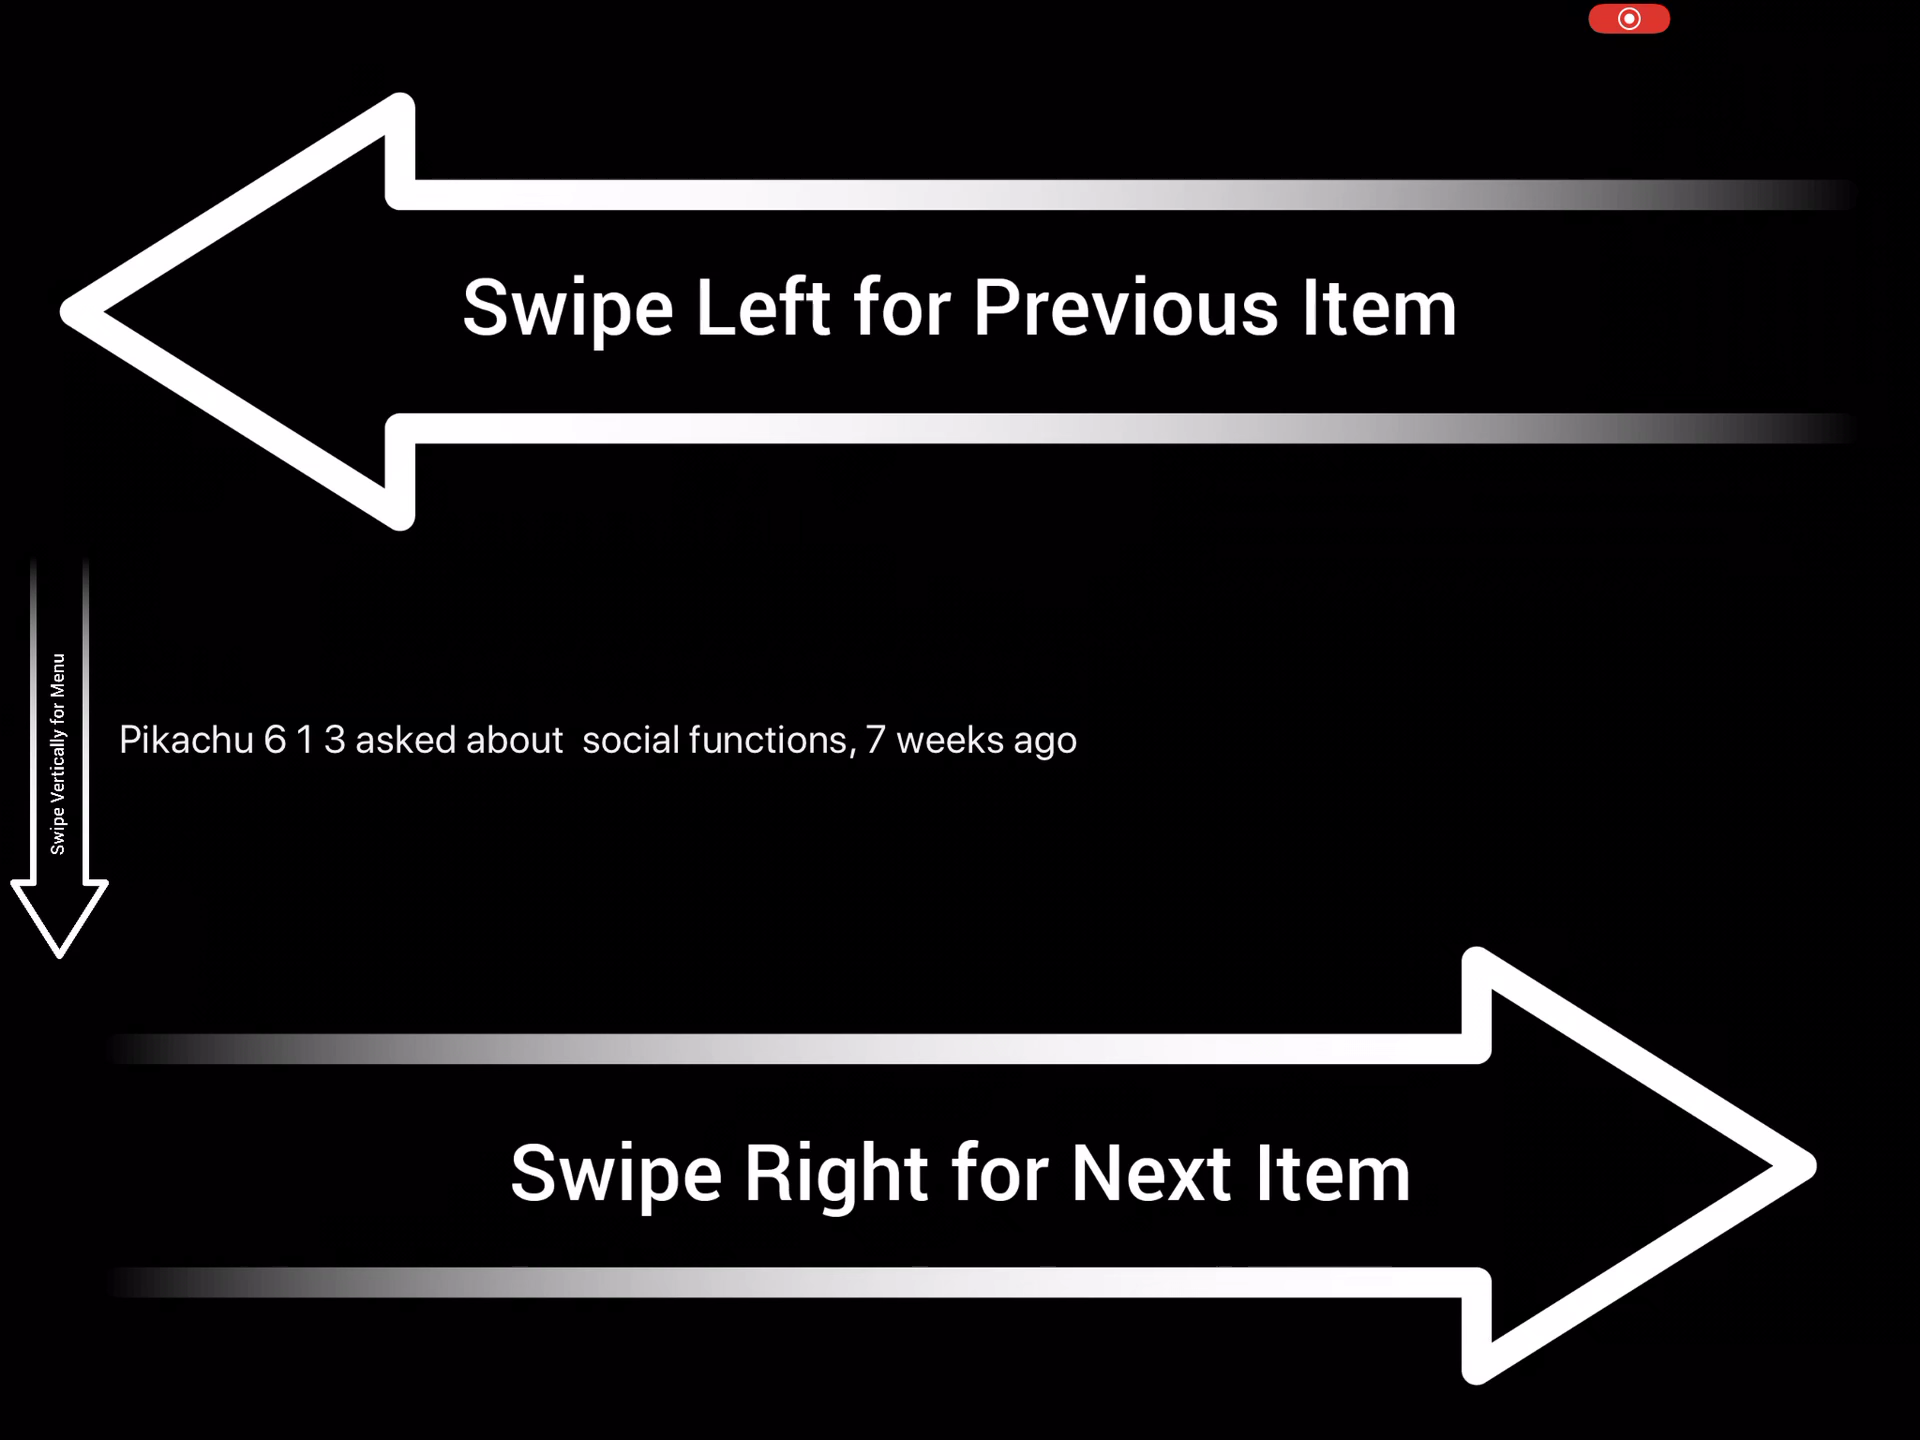 Swipe Left for Previous Item
Swipe Vertically for Menu
Pikachu 6 1 3 asked about  social functions, 7 weeks ago
Swipe Right for Next Item